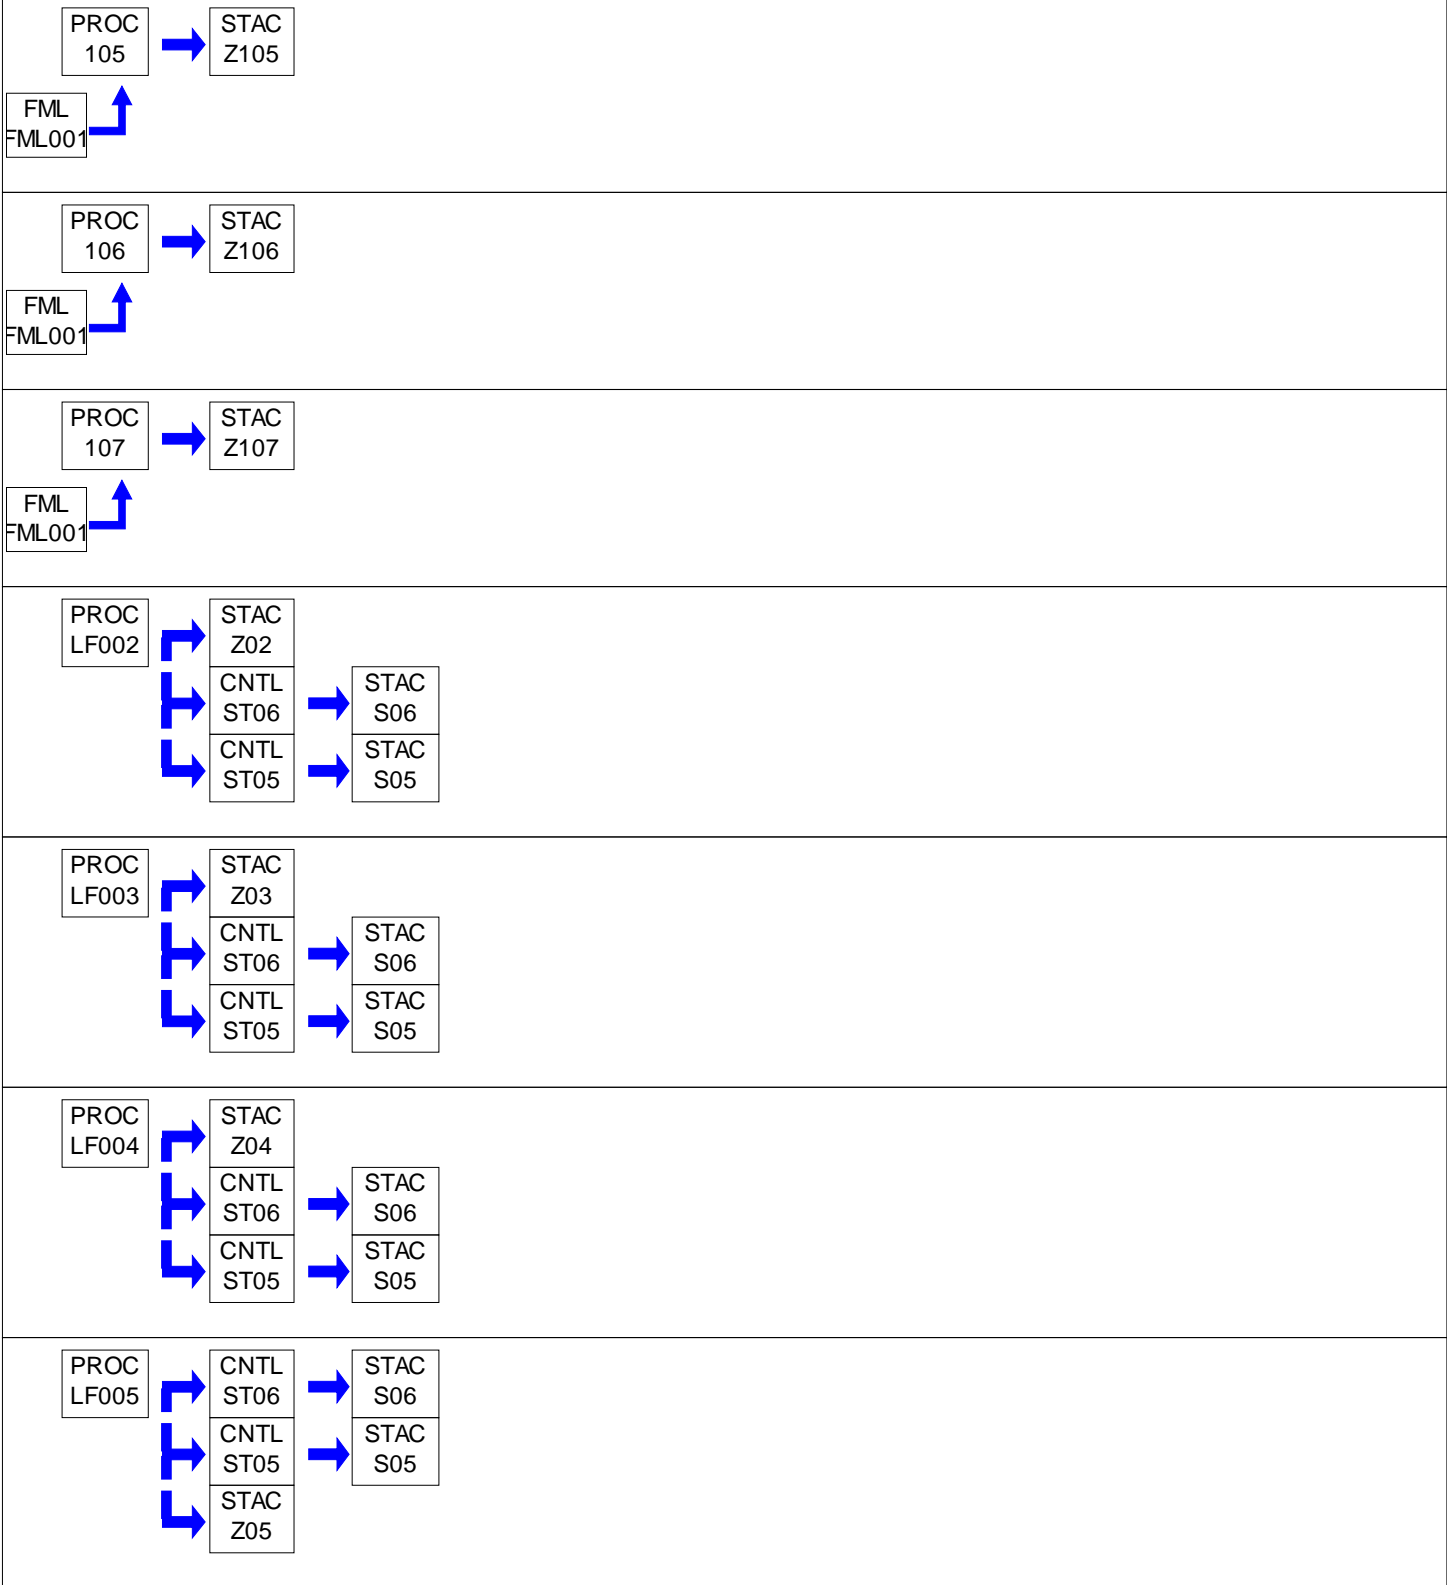 PROC
105
STAC
Z105
FML
FML001
PROC
106
STAC
Z106
FML
FML001
PROC
107
STAC
Z107
FML
FML001
PROC
LF002
STAC
Z02
CNTL
ST06
STAC
S06
CNTL
ST05
STAC
S05
PROC
LF003
STAC
Z03
CNTL
ST06
STAC
S06
CNTL
ST05
STAC
S05
PROC
LF004
STAC
Z04
CNTL
ST06
STAC
S06
CNTL
ST05
STAC
S05
PROC
LF005
CNTL
ST06
STAC
S06
CNTL
ST05
STAC
S05
STAC
Z05